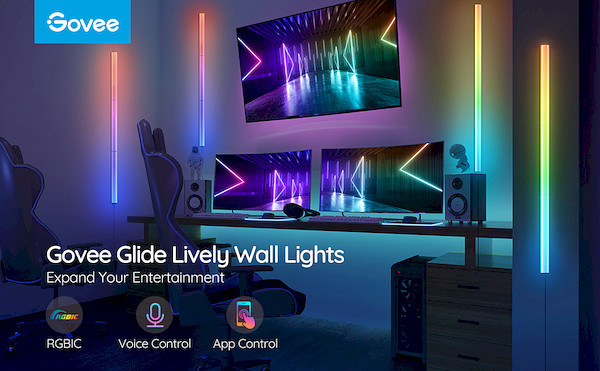 Govee
Govee Glide Lively Wall Lights
Expand Your Entertainment
RGBIC
RGBIC Voice Control App Control